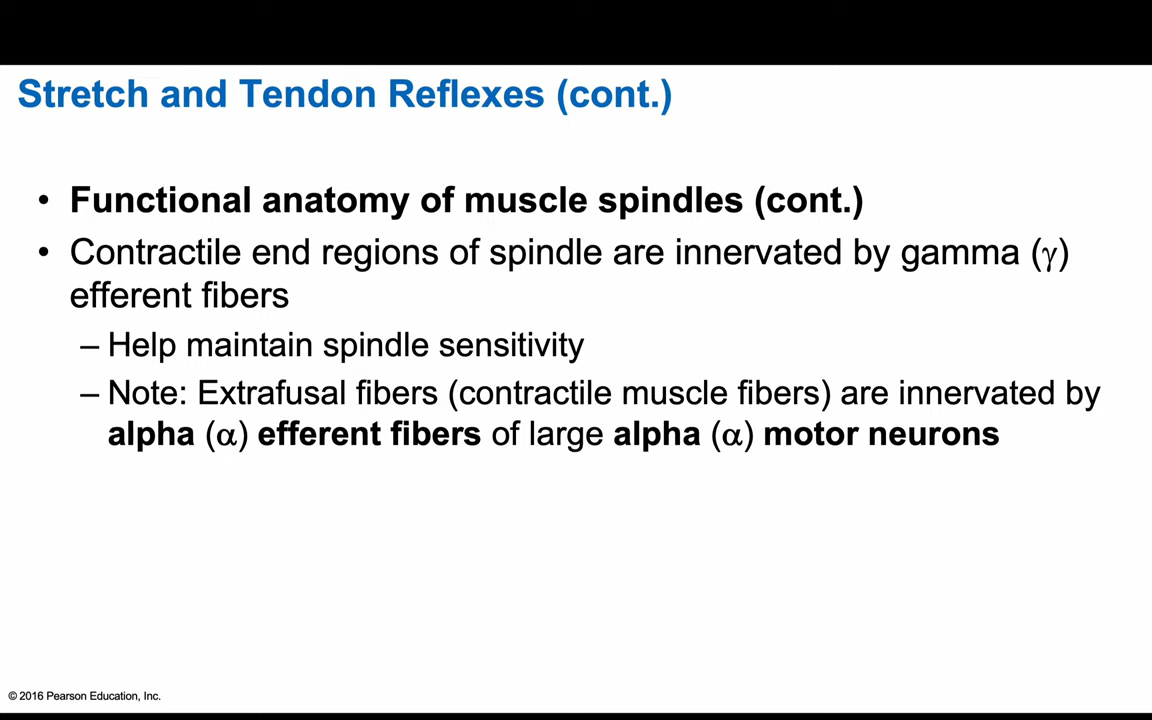 Stretch and Tendon Reflexes (cont.)
• Functional anatomy of muscle spindles (cont.)
• Contractile end regions of spindle are innervated by gamma (γ)
efferent fibers
– Help maintain spindle sensitivity
– Note: Extrafusal fibers (contractile muscle fibers) are innervated by
alpha (α) efferent fibers of large alpha (α) motor neurons
© 2016 Pearson Education, Inc.